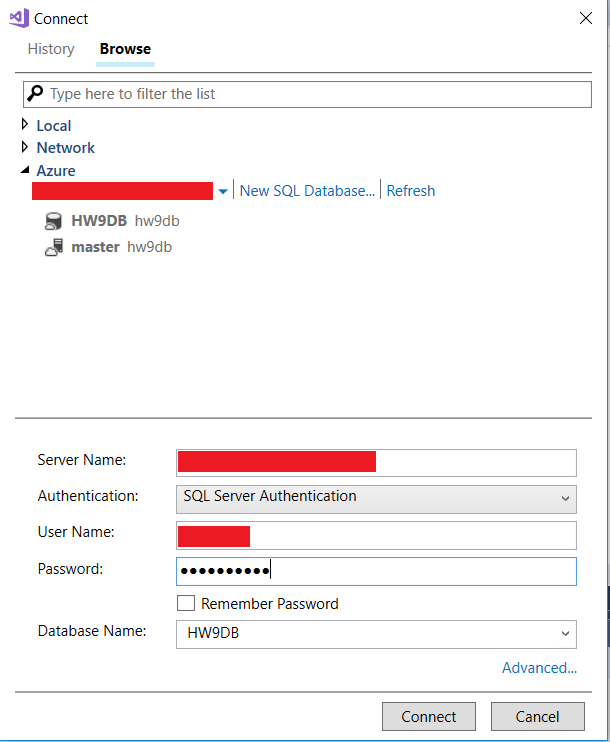 Connect
History Browse
Type here to filter the list
Local
Network
Azure
New SQL Database... Refresh
HW9DB hw9db
master hw9db
Server Name:
Authentication: SQL Server Authentication
User Name:
Password: ●●●●●●●●●●
Remember Password
Database Name: HW9DB
Advanced...
Connect Cancel